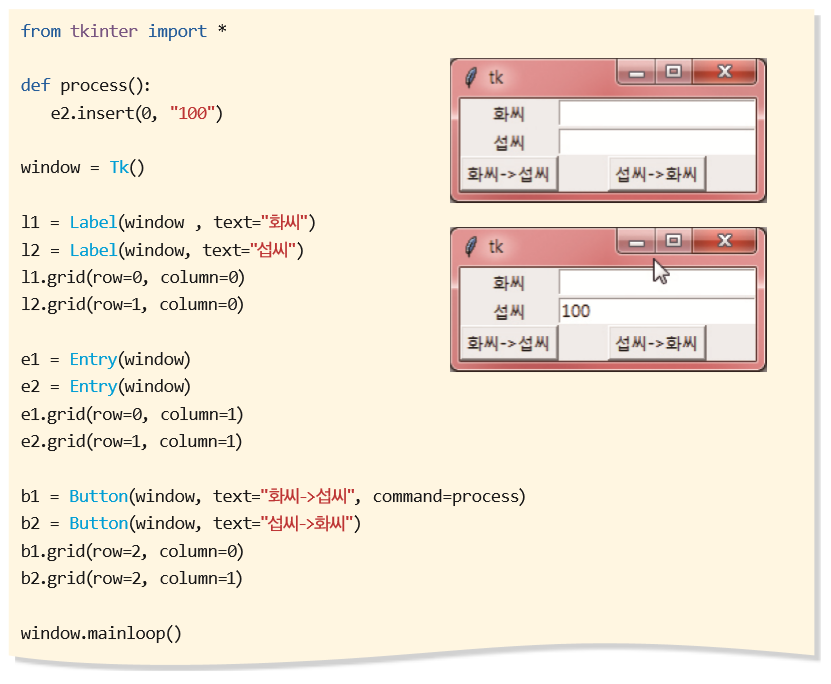 from tkinter import *
def process():
e2.insert(0, "100")
window = Tk()
l1 = Label(window , text="화씨")
l2 = Label(window, text="섭씨")
l1.grid(row=0, column=0)
l2.grid(row=1, column=0)
e1 = Entry(window)
e2 = Entry(window)
e1.grid(row=0, column=1)
e2.grid(row=1, column=1)
b1 = Button(window, text="화씨->섭씨", command=process)
b2 = Button(window, text="섭씨->화씨")
b1.grid(row=2, column=0)
b2.grid(row=2, column=1)
window.mainloop()
tk
화씨
섭씨
화씨->섭씨 섭씨->화씨
tk
화씨
섭씨 100
화씨->섭씨 섭씨->화씨